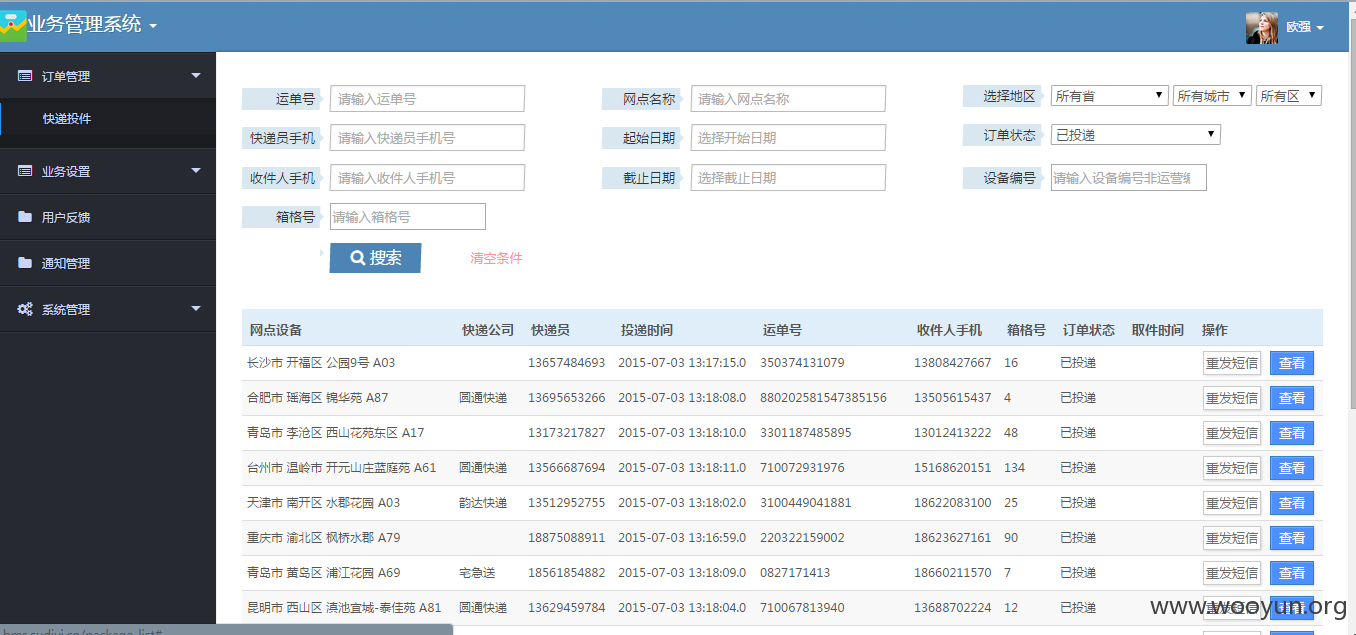 业务管理系统
欧强
订单管理
快递投件
业务设置
用户反馈
通知管理
系统管理
运单号 请输入运单号 网点名称 请输入网点名称 选择地区 所有省 所有城市 所有区
快递员手机 请输入快递员手机号 起始日期 选择开始日期 订单状态 已投递
收件人手机 请输入收件人手机号 截止日期 选择截止日期 设备编号 请输入设备编号非运营编
箱格号 请输入箱格号
搜索 清空条件
网点设备 快递公司 快递员 投递时间 运单号 收件人手机 箱格号 订单状态 取件时间 操作
长沙市 开福区 公园9号 A03 13657484693 2015-07-03 13:17:15.0 350374131079 13808427667 16 已投递 重发短信 查看
合肥市 瑶海区 锦华苑 A87 圆通快递 13695653266 2015-07-03 13:18:08.0 880202581547385156 13505615437 4 已投递 重发短信 查看
青岛市 李沧区 西山花苑东区 A17 13173217827 2015-07-03 13:18:10.0 3301187485895 13012413222 48 已投递 重发短信 查看
台州市 温岭市 开元山庄蓝庭苑 A61 圆通快递 13566687694 2015-07-03 13:18:11.0 710072931976 15168620151 134 已投递 重发短信 查看
天津市 南开区 水郡花园 A03 韵达快递 13512952755 2015-07-03 13:18:02.0 3100449041881 18622083100 25 已投递 重发短信 查看
重庆市 渝北区 枫桥水郡 A79 18875088911 2015-07-03 13:16:59.0 220322159002 18623627161 90 已投递 重发短信 查看
青岛市 黄岛区 浦江花园 A69 宅急送 18561854882 2015-07-03 13:18:09.0 0827171413 18660211570 7 已投递 重发短信 查看
昆明市 西山区 滇池宜城-泰佳苑 A81 圆通快递 13629459784 2015-07-03 13:18:04.0 710067813940 13688702224 12 已投递 重发短信 查看
www.wooyun.org